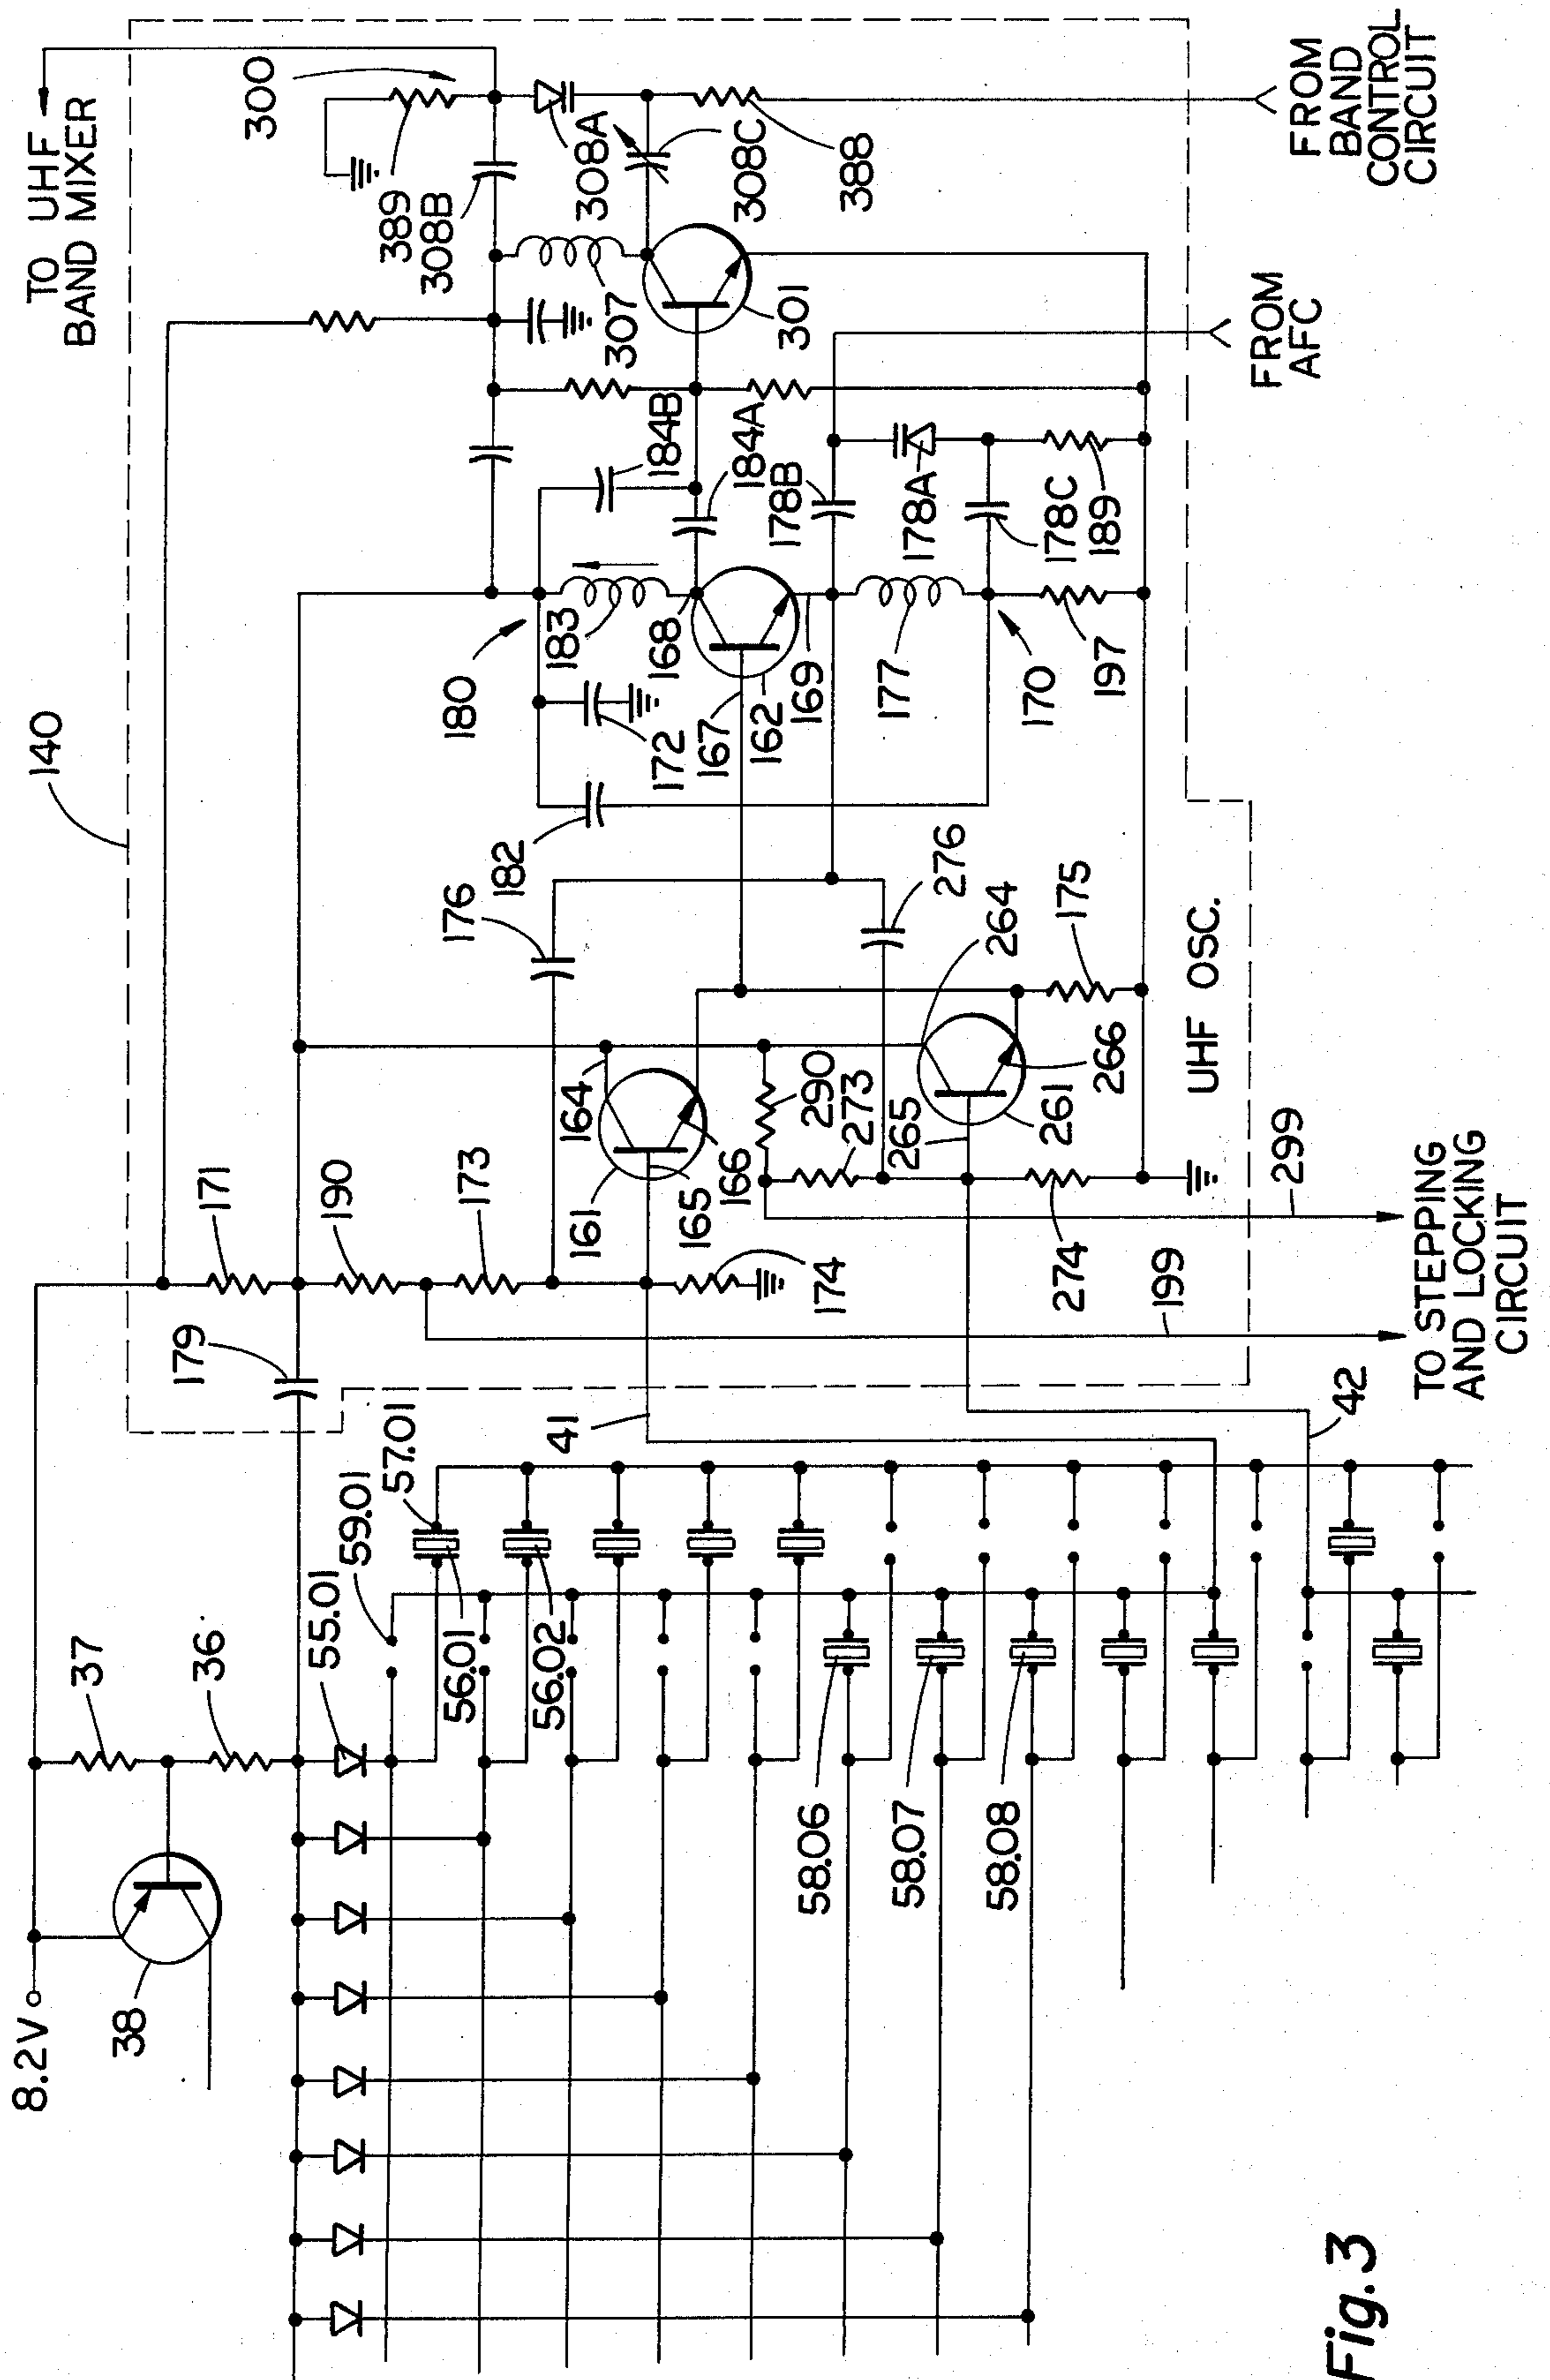 TO UHF
BAND MIXER
140
300
389
308B
308A
308C
388
307
301
FROM
BAND
CONTROL
CIRCUIT
FROM
AFC
184B
184A
178B
178A
178C
189
180
183
168
172
167
162
169
177
170
197
182
176
276
264
175
UHF OSC.
171
190
173
164
161
165
166
174
290
273
265
261
266
274
299
199
TO STEPPING
AND LOCKING
CIRCUIT
179
41
42
57.01
59.01
55.01
56.01
56.02
37
36
58.06
58.07
58.08
38
8.2V
Fig.3